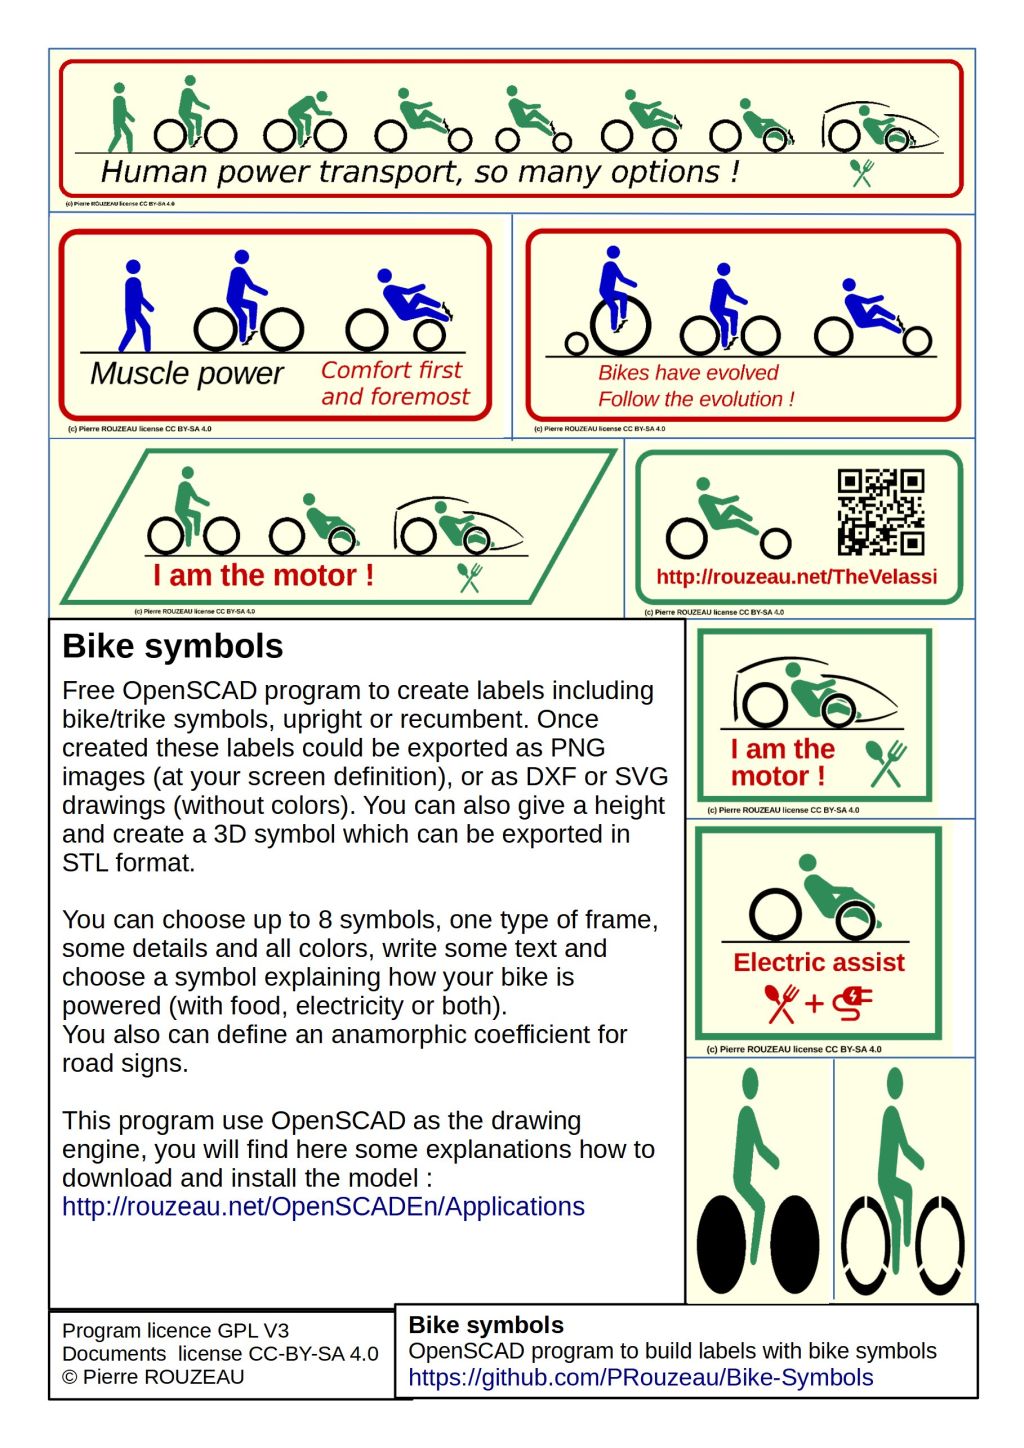 Human power transport, so many options !
(c) Pierre ROUZEAU license CC BY-SA 4.0
Muscle power
Comfort first
and foremost
(c) Pierre ROUZEAU license CC BY-SA 4.0
Bikes have evolved
Follow the evolution !
(c) Pierre ROUZEAU license CC BY-SA 4.0
I am the motor !
(c) Pierre ROUZEAU license CC BY-SA 4.0
http://rouzeau.net/TheVelassi
(c) Pierre ROUZEAU license CC BY-SA 4.0
Bike symbols
Free OpenSCAD program to create labels including
bike/trike symbols, upright or recumbent. Once
created these labels could be exported as PNG
images (at your screen definition), or as DXF or SVG
drawings (without colors). You can also give a height
and create a 3D symbol which can be exported in
STL format.
You can choose up to 8 symbols, one type of frame,
some details and all colors, write some text and
choose a symbol explaining how your bike is
powered (with food, electricity or both).
You also can define an anamorphic coefficient for
road signs.
This program use OpenSCAD as the drawing
engine, you will find here some explanations how to
download and install the model :
http://rouzeau.net/OpenSCADEn/Applications
I am the
motor !
(c) Pierre ROUZEAU license CC BY-SA 4.0
Electric assist
+
(c) Pierre ROUZEAU license CC BY-SA 4.0
Program licence GPL V3
Documents  license CC-BY-SA 4.0
© Pierre ROUZEAU
Bike symbols
OpenSCAD program to build labels with bike symbols
https://github.com/PRouzeau/Bike-Symbols